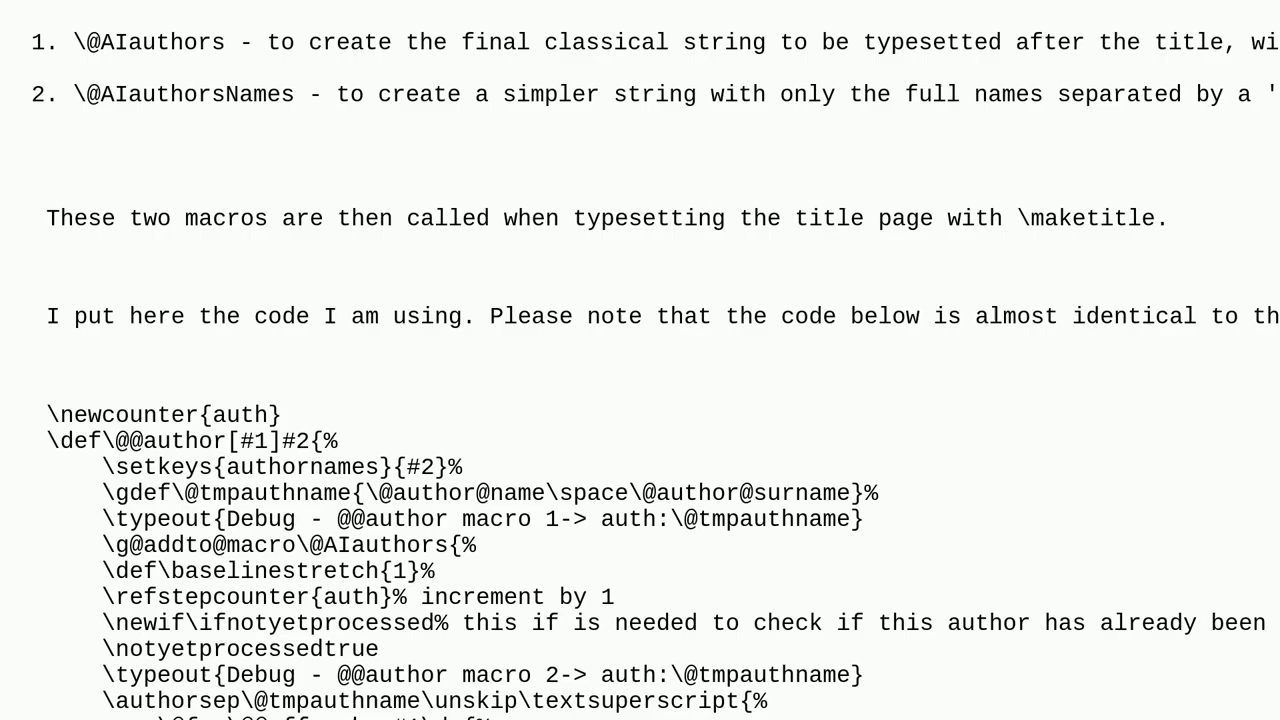 1. \@AIauthors - to create the final classical string to be typesetted after the title, wi
2. \@AIauthorsNames - to create a simpler string with only the full names separated by a '
These two macros are then called when typesetting the title page with \maketitle.
I put here the code I am using. Please note that the code below is almost identical to th
\newcounter{auth}
\def\@@author[#1]#2{%
    \setkeys{authornames}{#2}%
    \gdef\@tmpauthname{\@author@name\space\@author@surname}%
    \typeout{Debug - @@author macro 1-> auth:\@tmpauthname}
    \g@addto@macro\@AIauthors{%
    \def\baselinestretch{1}%
    \refstepcounter{auth}% increment by 1
    \newif\ifnotyetprocessed% this if is needed to check if this author has already been
    \notyetprocessedtrue
    \typeout{Debug - @@author macro 2-> auth:\@tmpauthname}
    \authorsep\@tmpauthname\unskip\textsuperscript{%